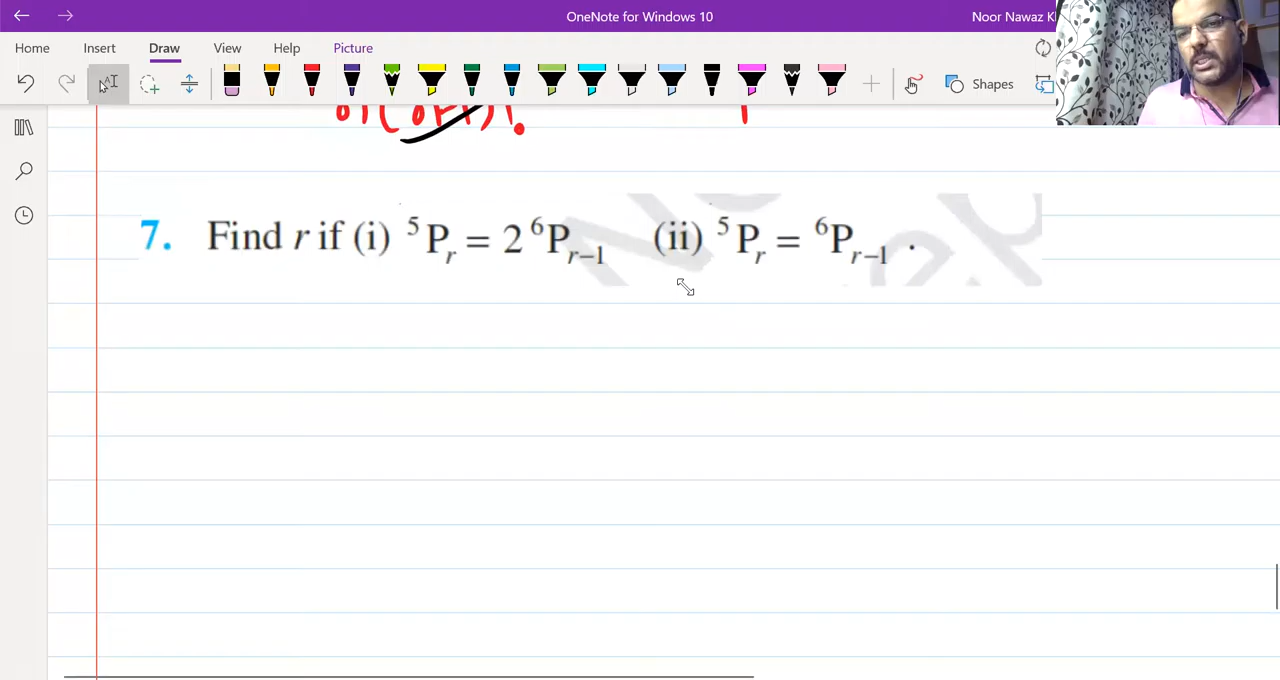 OneNote for Windows 10
Noor Nawaz K
Home Insert Draw View Help Picture
Shapes
7. Find r if (i) ⁵Pᵣ = 2 ⁶Pᵣ₋₁ (ii) ⁵Pᵣ = ⁶Pᵣ₋₁ .